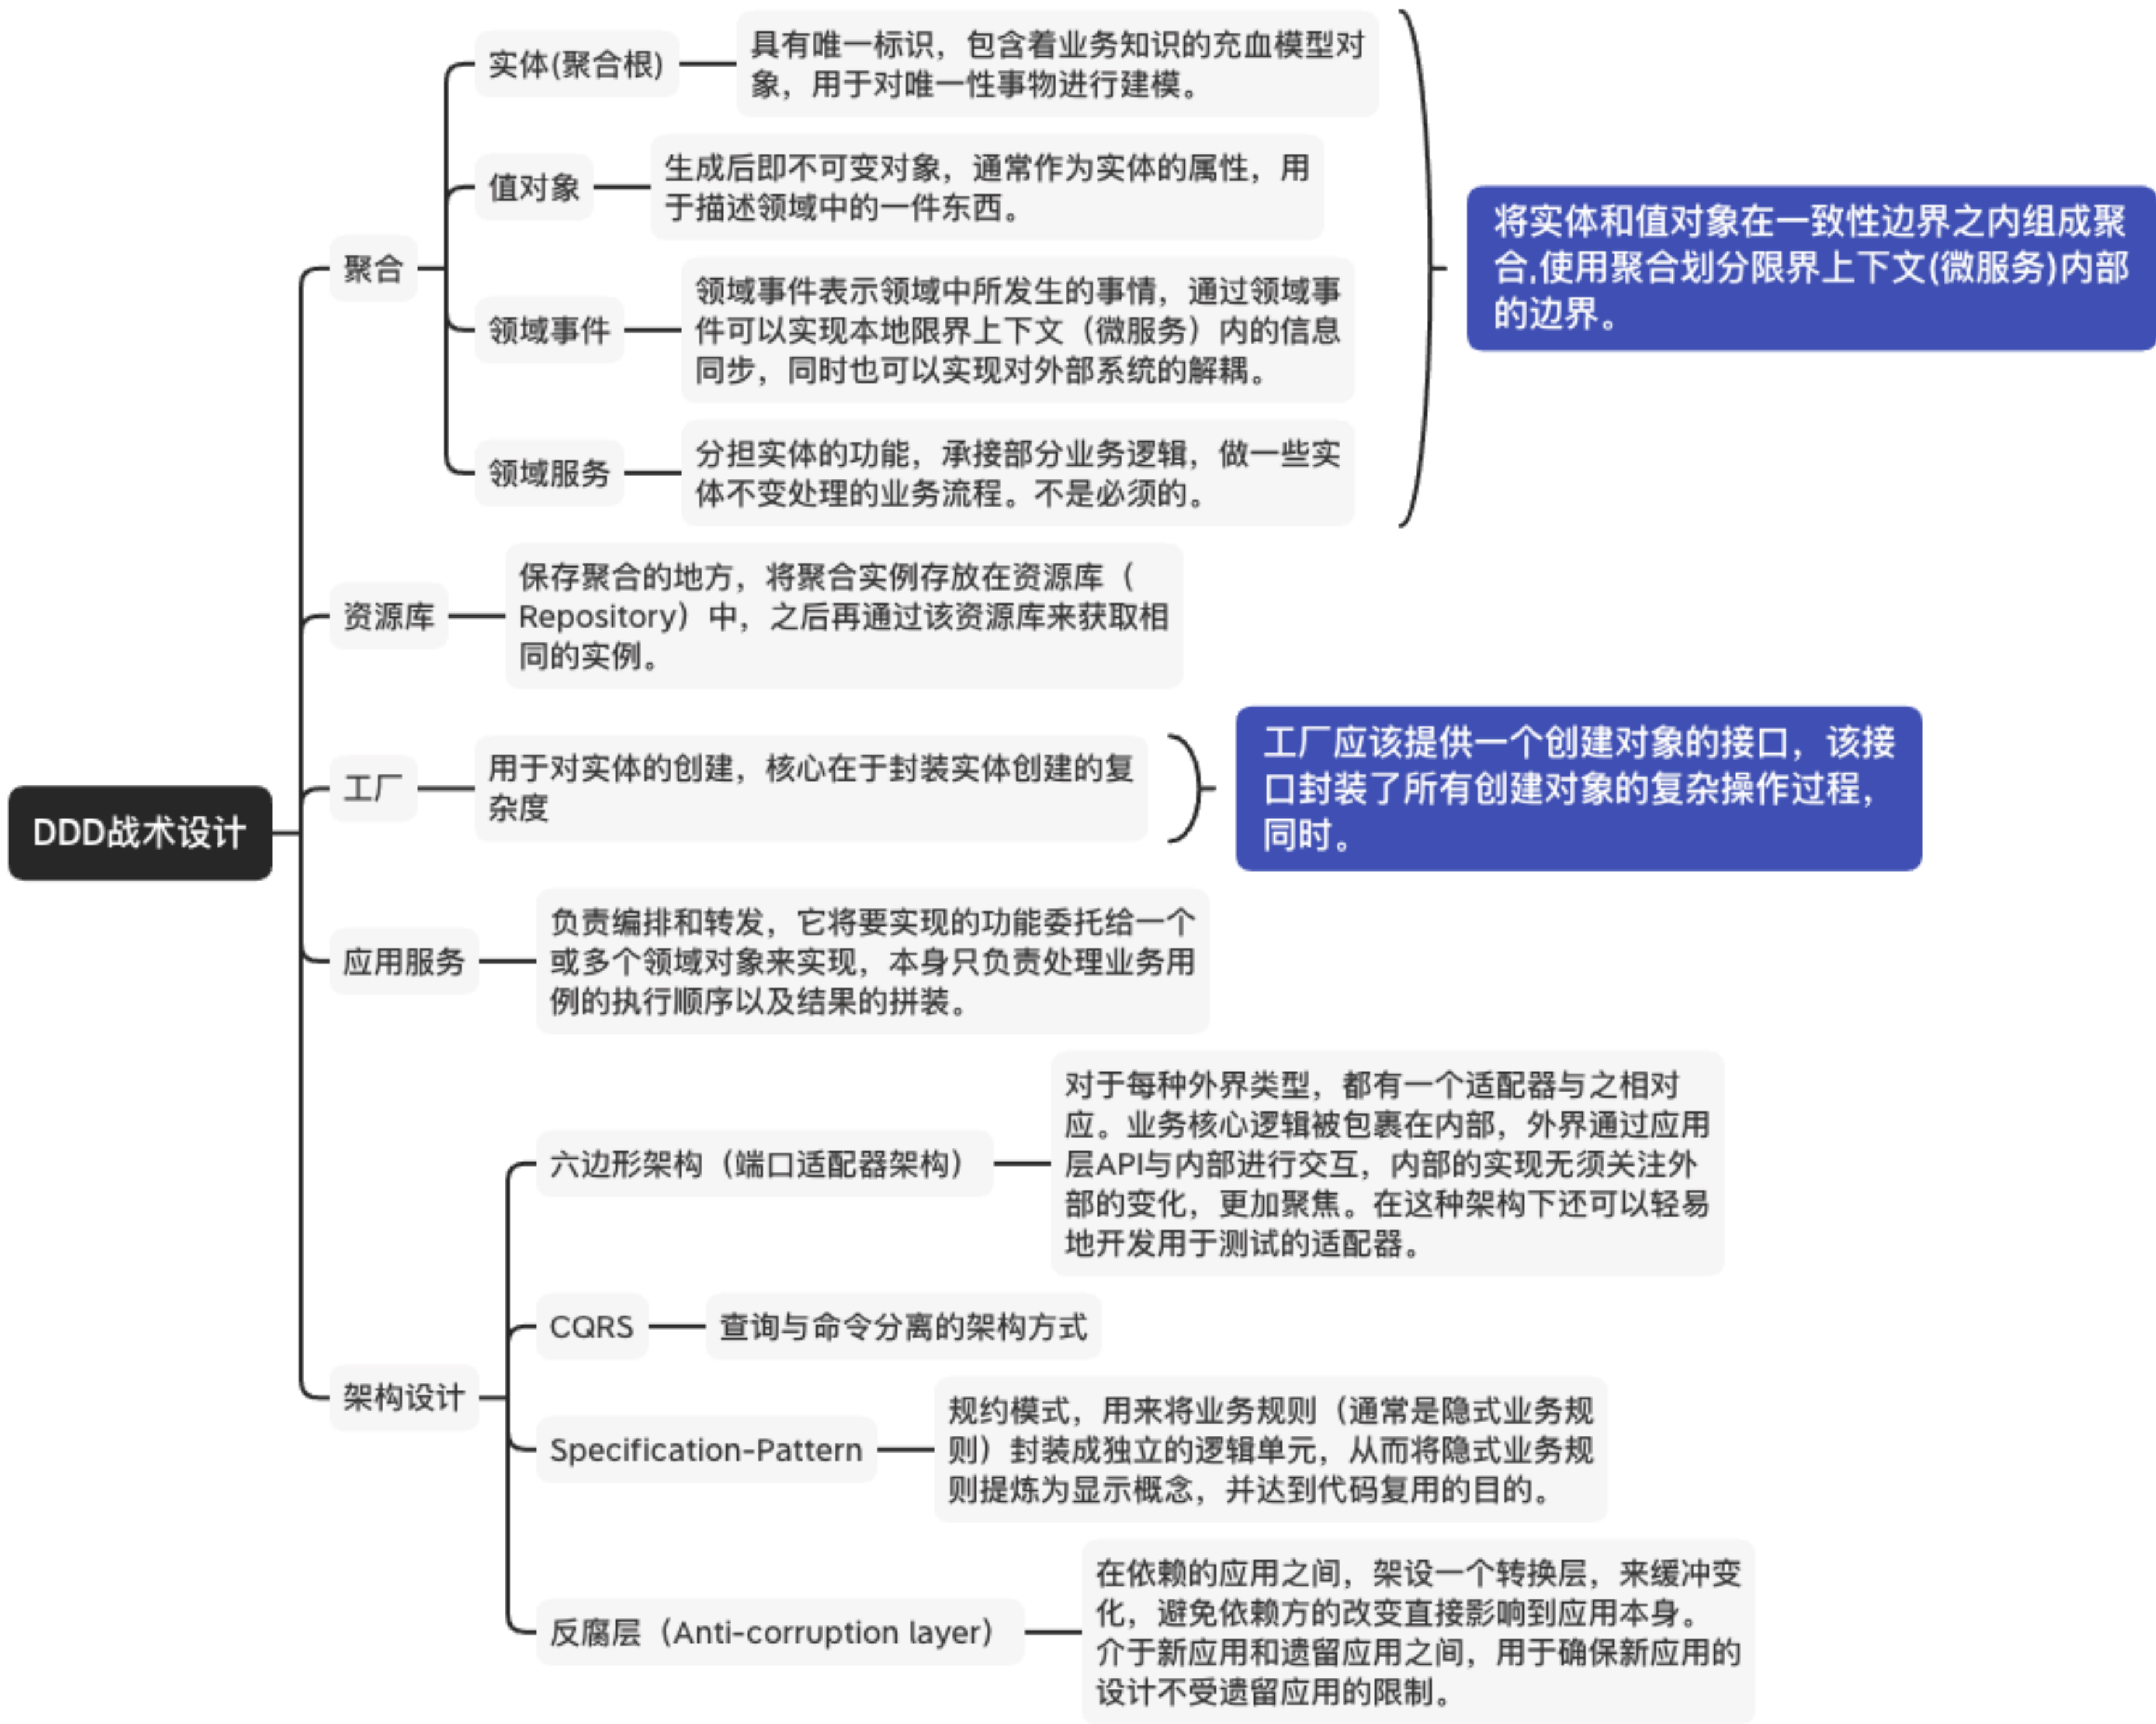 DDD战术设计
聚合
实体(聚合根)
具有唯一标识，包含着业务知识的充血模型对
象，用于对唯一性事物进行建模。
值对象
生成后即不可变对象，通常作为实体的属性，用
于描述领域中的一件东西。
领域事件
领域事件表示领域中所发生的事情，通过领域事
件可以实现本地限界上下文（微服务）内的信息
同步，同时也可以实现对外部系统的解耦。
领域服务
分担实体的功能，承接部分业务逻辑，做一些实
体不变处理的业务流程。不是必须的。
将实体和值对象在一致性边界之内组成聚
合,使用聚合划分限界上下文(微服务)内部
的边界。
资源库
保存聚合的地方，将聚合实例存放在资源库（
Repository）中，之后再通过该资源库来获取相
同的实例。
工厂
用于对实体的创建，核心在于封装实体创建的复
杂度
工厂应该提供一个创建对象的接口，该接
口封装了所有创建对象的复杂操作过程，
同时。
应用服务
负责编排和转发，它将要实现的功能委托给一个
或多个领域对象来实现，本身只负责处理业务用
例的执行顺序以及结果的拼装。
架构设计
六边形架构（端口适配器架构）
对于每种外界类型，都有一个适配器与之相对
应。业务核心逻辑被包裹在内部，外界通过应用
层API与内部进行交互，内部的实现无须关注外
部的变化，更加聚焦。在这种架构下还可以轻易
地开发用于测试的适配器。
CQRS
查询与命令分离的架构方式
Specification-Pattern
规约模式，用来将业务规则（通常是隐式业务规
则）封装成独立的逻辑单元，从而将隐式业务规
则提炼为显示概念，并达到代码复用的目的。
反腐层（Anti-corruption layer）
在依赖的应用之间，架设一个转换层，来缓冲变
化，避免依赖方的改变直接影响到应用本身。
介于新应用和遗留应用之间，用于确保新应用的
设计不受遗留应用的限制。